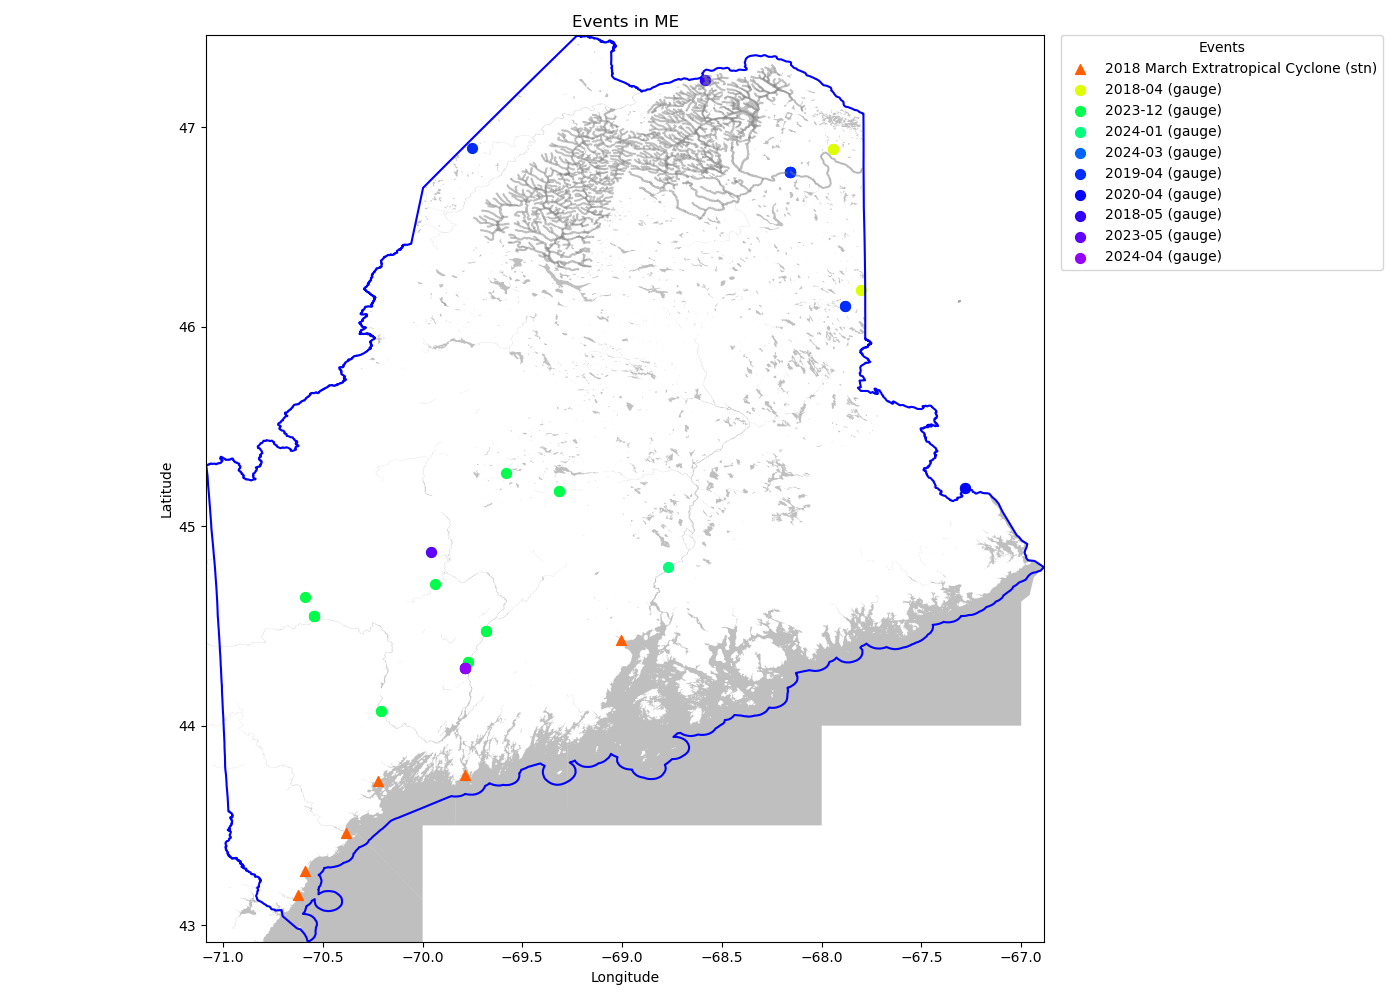 Events in ME
Events
2018 March Extratropical Cyclone (stn)
2018-04 (gauge)
2023-12 (gauge)
2024-01 (gauge)
2024-03 (gauge)
2019-04 (gauge)
2020-04 (gauge)
2018-05 (gauge)
2023-05 (gauge)
2024-04 (gauge)
Latitude
47
46
45
44
43
−71.0 −70.5 −70.0 −69.5 −69.0 −68.5 −68.0 −67.5 −67.0
Longitude